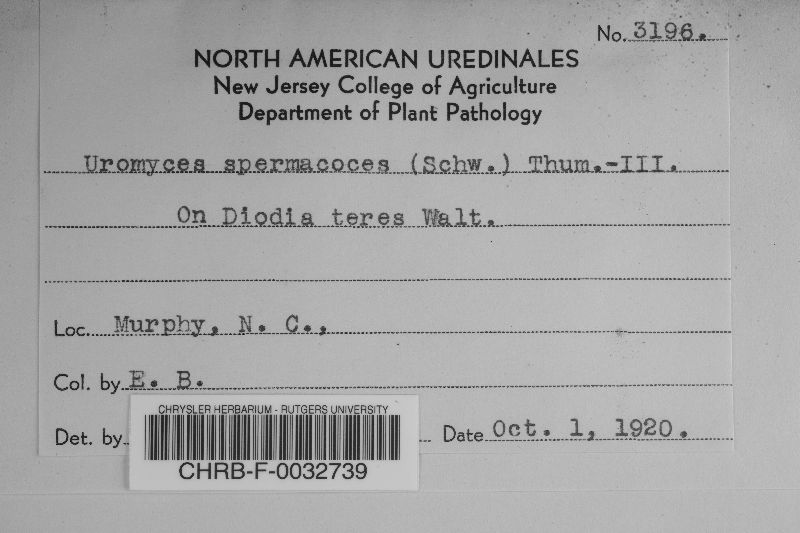 No. 3196.
NORTH AMERICAN UREDINALES
New Jersey College of Agriculture
Department of Plant Pathology
Uromyces spermacoces (Schw.) Thum.-III.
On Diodia teres Walt.
Loc. Murphy, N. C.,
Col. by E. B.
Det. by
Date Oct. 1, 1920.
CHRYSLER HERBARIUM - RUTGERS UNIVERSITY
CHRB-F-0032739